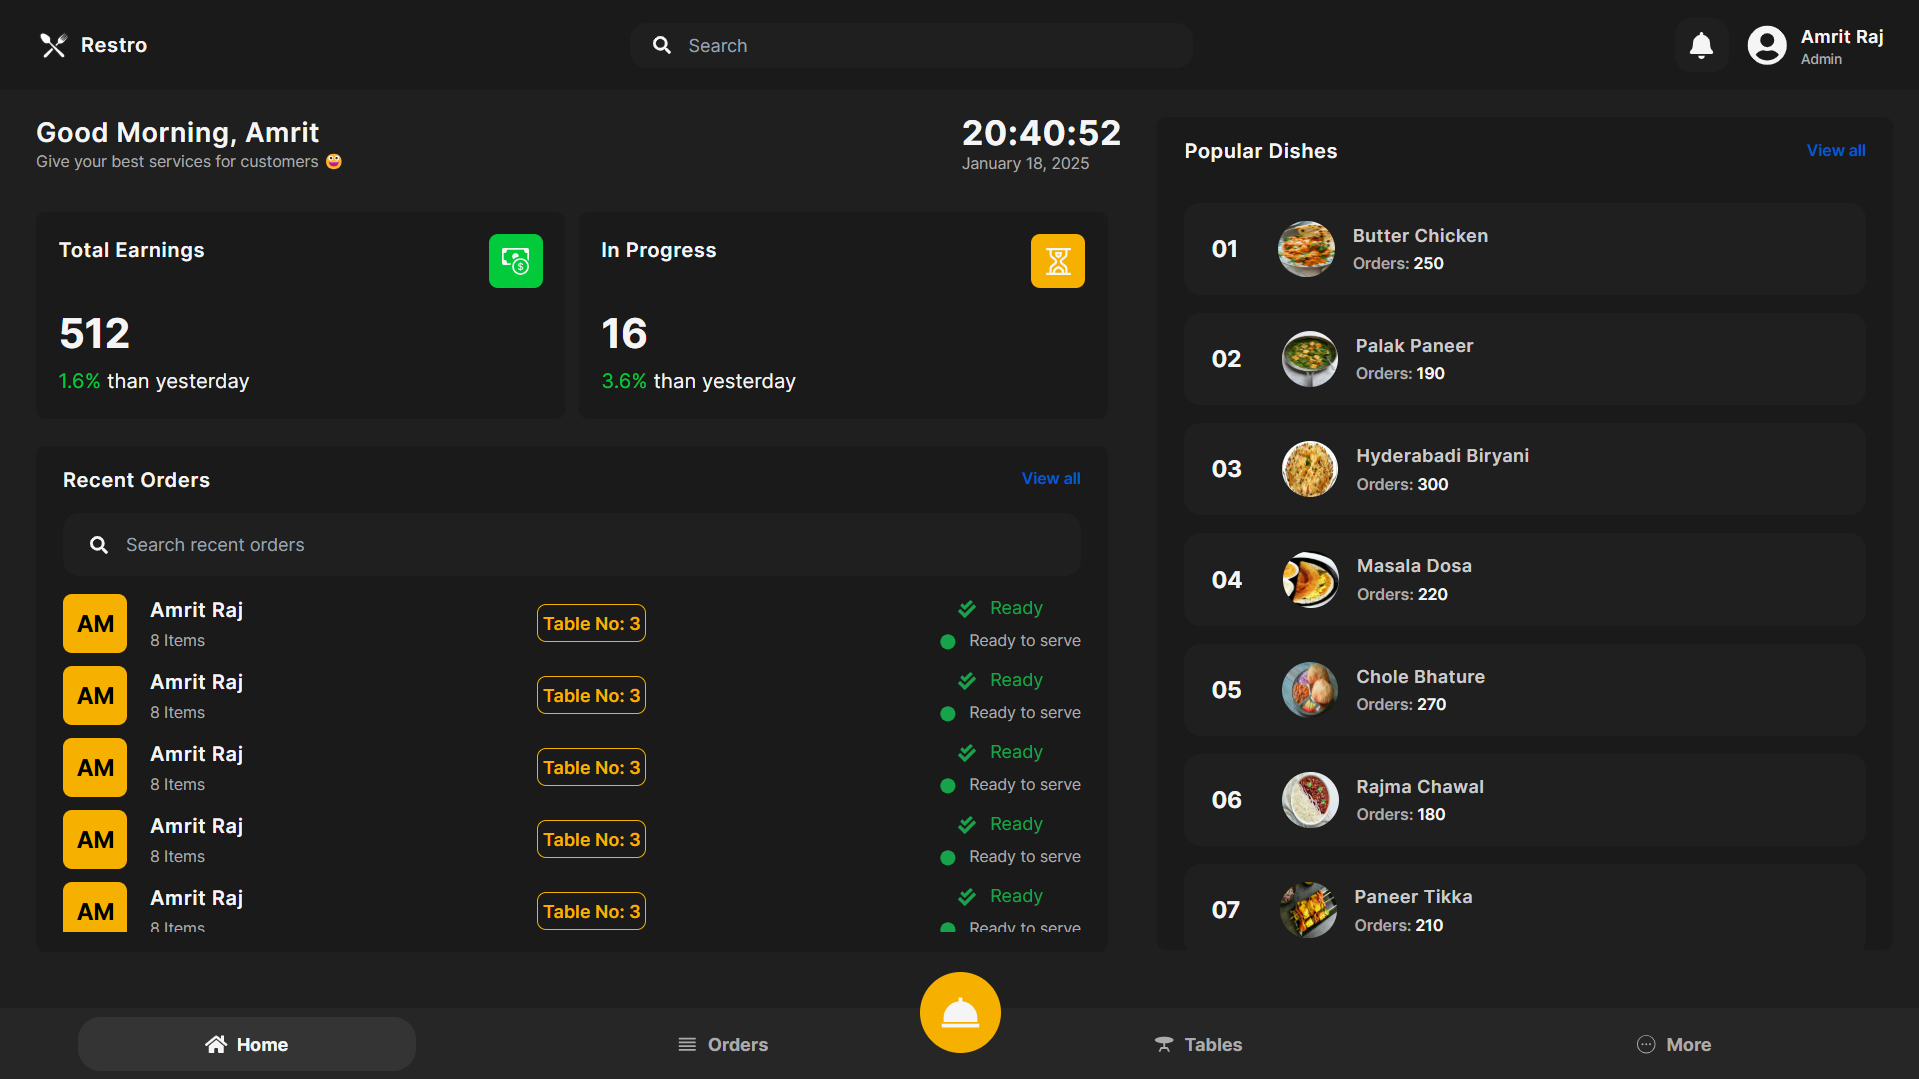 Restro
Search
Amrit Raj
Admin
Good Morning, Amrit
Give your best services for customers 😀
20:40:52
January 18, 2025
Total Earnings
512
1.6% than yesterday
In Progress
16
3.6% than yesterday
Recent Orders
View all
Search recent orders
AM
Amrit Raj
8 Items
Table No: 3
Ready
Ready to serve
AM
Amrit Raj
8 Items
Table No: 3
Ready
Ready to serve
AM
Amrit Raj
8 Items
Table No: 3
Ready
Ready to serve
AM
Amrit Raj
8 Items
Table No: 3
Ready
Ready to serve
AM
Amrit Raj
8 Items
Table No: 3
Ready
Ready to serve
Popular Dishes
View all
01
Butter Chicken
Orders: 250
02
Palak Paneer
Orders: 190
03
Hyderabadi Biryani
Orders: 300
04
Masala Dosa
Orders: 220
05
Chole Bhature
Orders: 270
06
Rajma Chawal
Orders: 180
07
Paneer Tikka
Orders: 210
Home
Orders
Tables
More